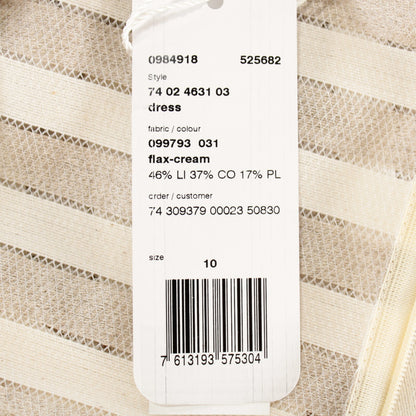 0984918 525682
Style
74 02 4631 03
dress
fabric / colour
099793 031
flax-cream
46% LI 37% CO 17% PL
order / customer
74 309379 00023 50830
size
10
7 613193 575304